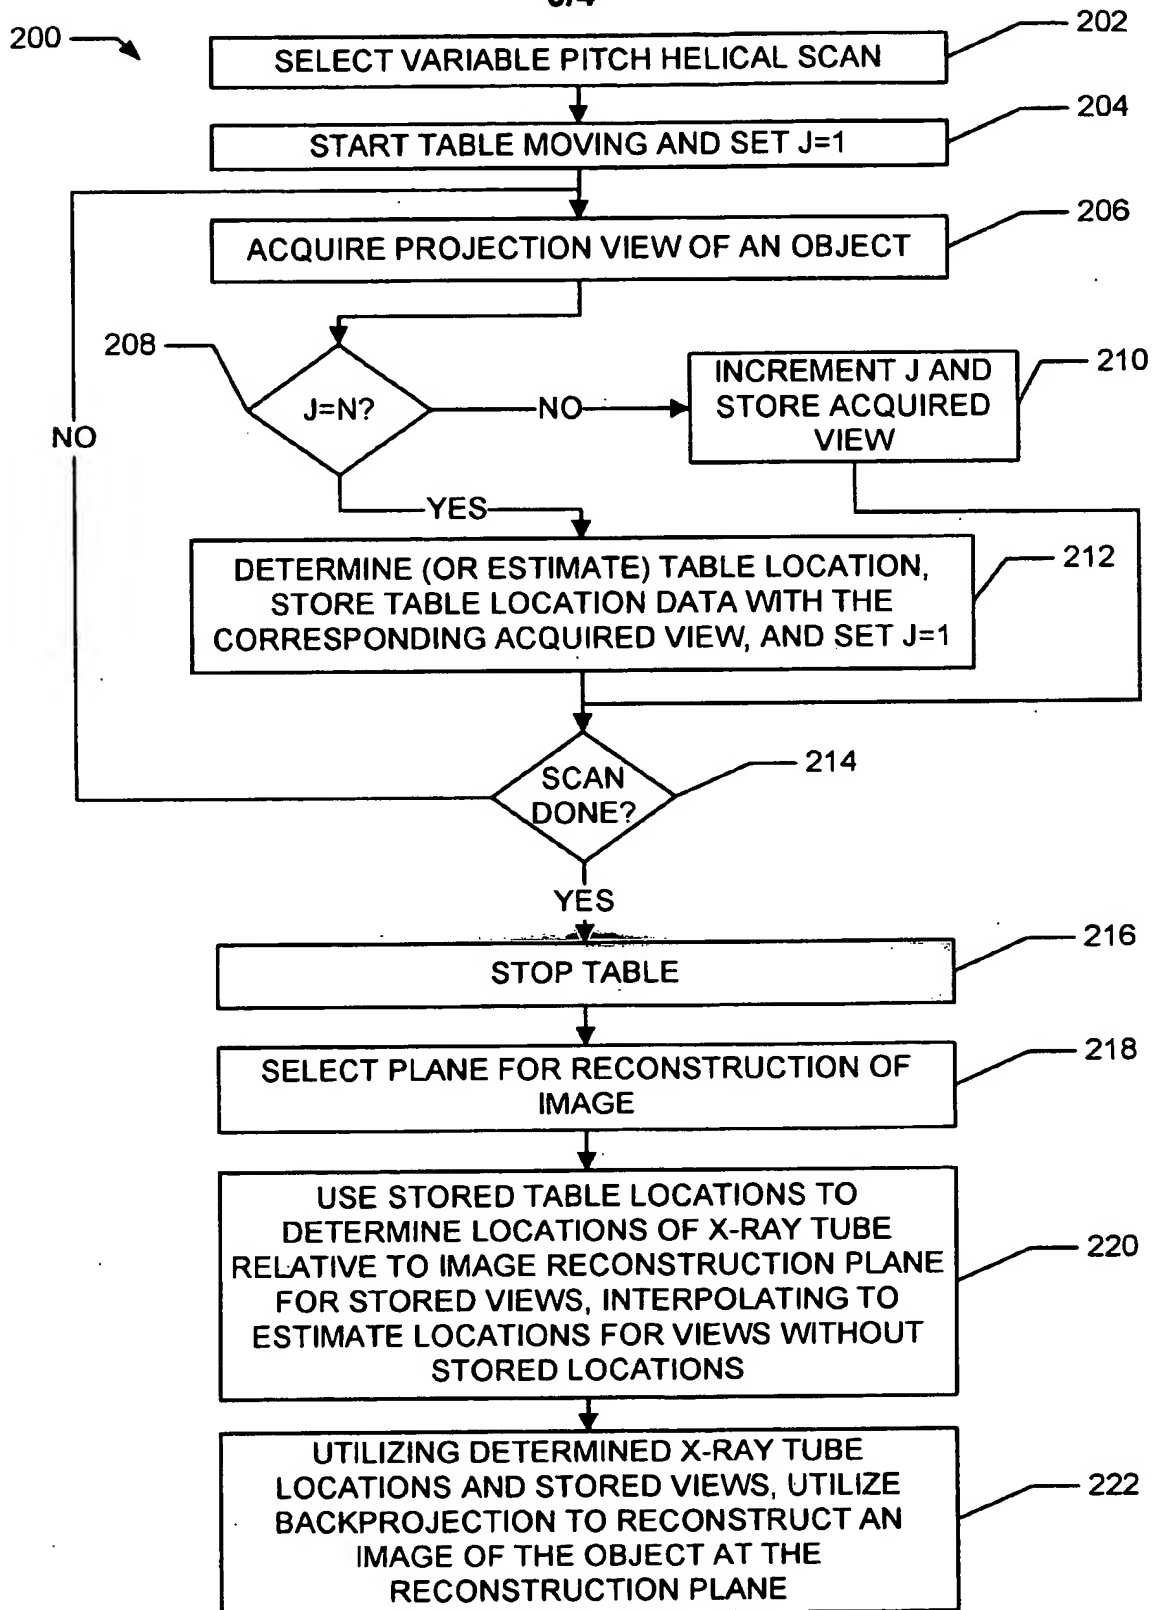 3/4
200
SELECT VARIABLE PITCH HELICAL SCAN
202
START TABLE MOVING AND SET J=1
204
ACQUIRE PROJECTION VIEW OF AN OBJECT
206
208
J=N?
NO
INCREMENT J AND
STORE ACQUIRED
VIEW
210
NO
YES
DETERMINE (OR ESTIMATE) TABLE LOCATION,
STORE TABLE LOCATION DATA WITH THE
CORRESPONDING ACQUIRED VIEW, AND SET J=1
212
SCAN
DONE?
214
YES
STOP TABLE
216
SELECT PLANE FOR RECONSTRUCTION OF
IMAGE
218
USE STORED TABLE LOCATIONS TO
DETERMINE LOCATIONS OF X-RAY TUBE
RELATIVE TO IMAGE RECONSTRUCTION PLANE
FOR STORED VIEWS, INTERPOLATING TO
ESTIMATE LOCATIONS FOR VIEWS WITHOUT
STORED LOCATIONS
220
UTILIZING DETERMINED X-RAY TUBE
LOCATIONS AND STORED VIEWS, UTILIZE
BACKPROJECTION TO RECONSTRUCT AN
IMAGE OF THE OBJECT AT THE
RECONSTRUCTION PLANE
222